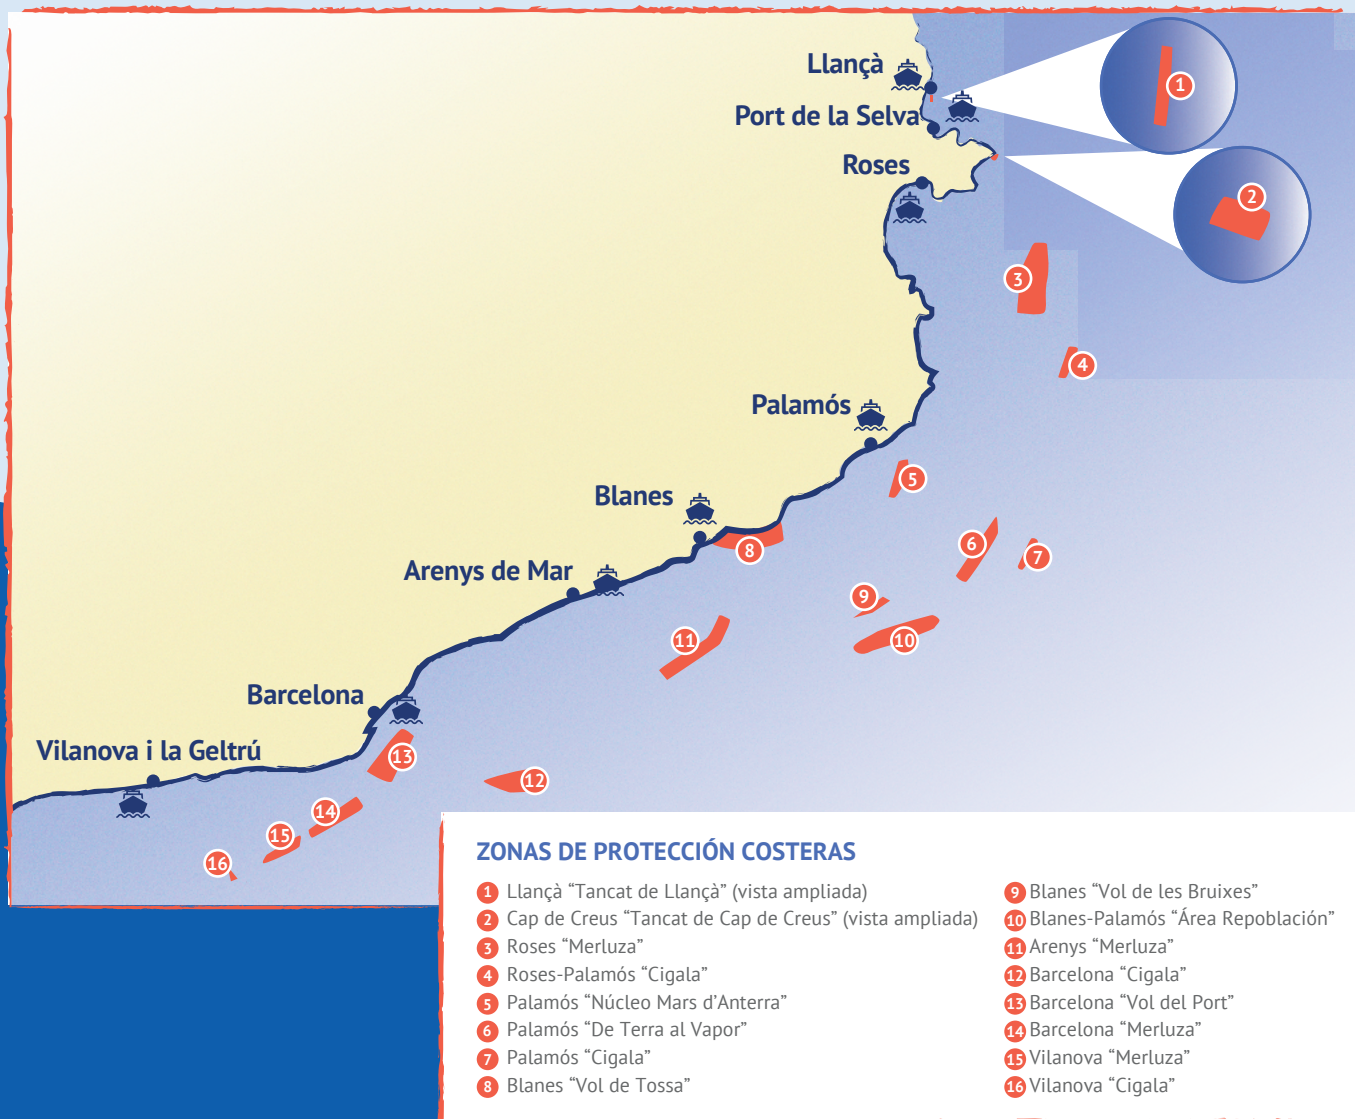 Llançà
1
Port de la Selva
Roses
2
3
4
Palamós
5
Blanes
8
6
7
Arenys de Mar
9
11
10
Barcelona
Vilanova i la Geltrú
13
12
14
15
16
ZONAS DE PROTECCIÓN COSTERAS
1 Llançà “Tancat de Llançà” (vista ampliada)
2 Cap de Creus “Tancat de Cap de Creus” (vista ampliada)
3 Roses “Merluza”
4 Roses-Palamós “Cigala”
5 Palamós “Núcleo Mars d’Anterra”
6 Palamós “De Terra al Vapor”
7 Palamós “Cigala”
8 Blanes “Vol de Tossa”
9 Blanes “Vol de les Bruixes”
10 Blanes-Palamós “Área Repoblación”
11 Arenys “Merluza”
12 Barcelona “Cigala”
13 Barcelona “Vol del Port”
14 Barcelona “Merluza”
15 Vilanova “Merluza”
16 Vilanova “Cigala”